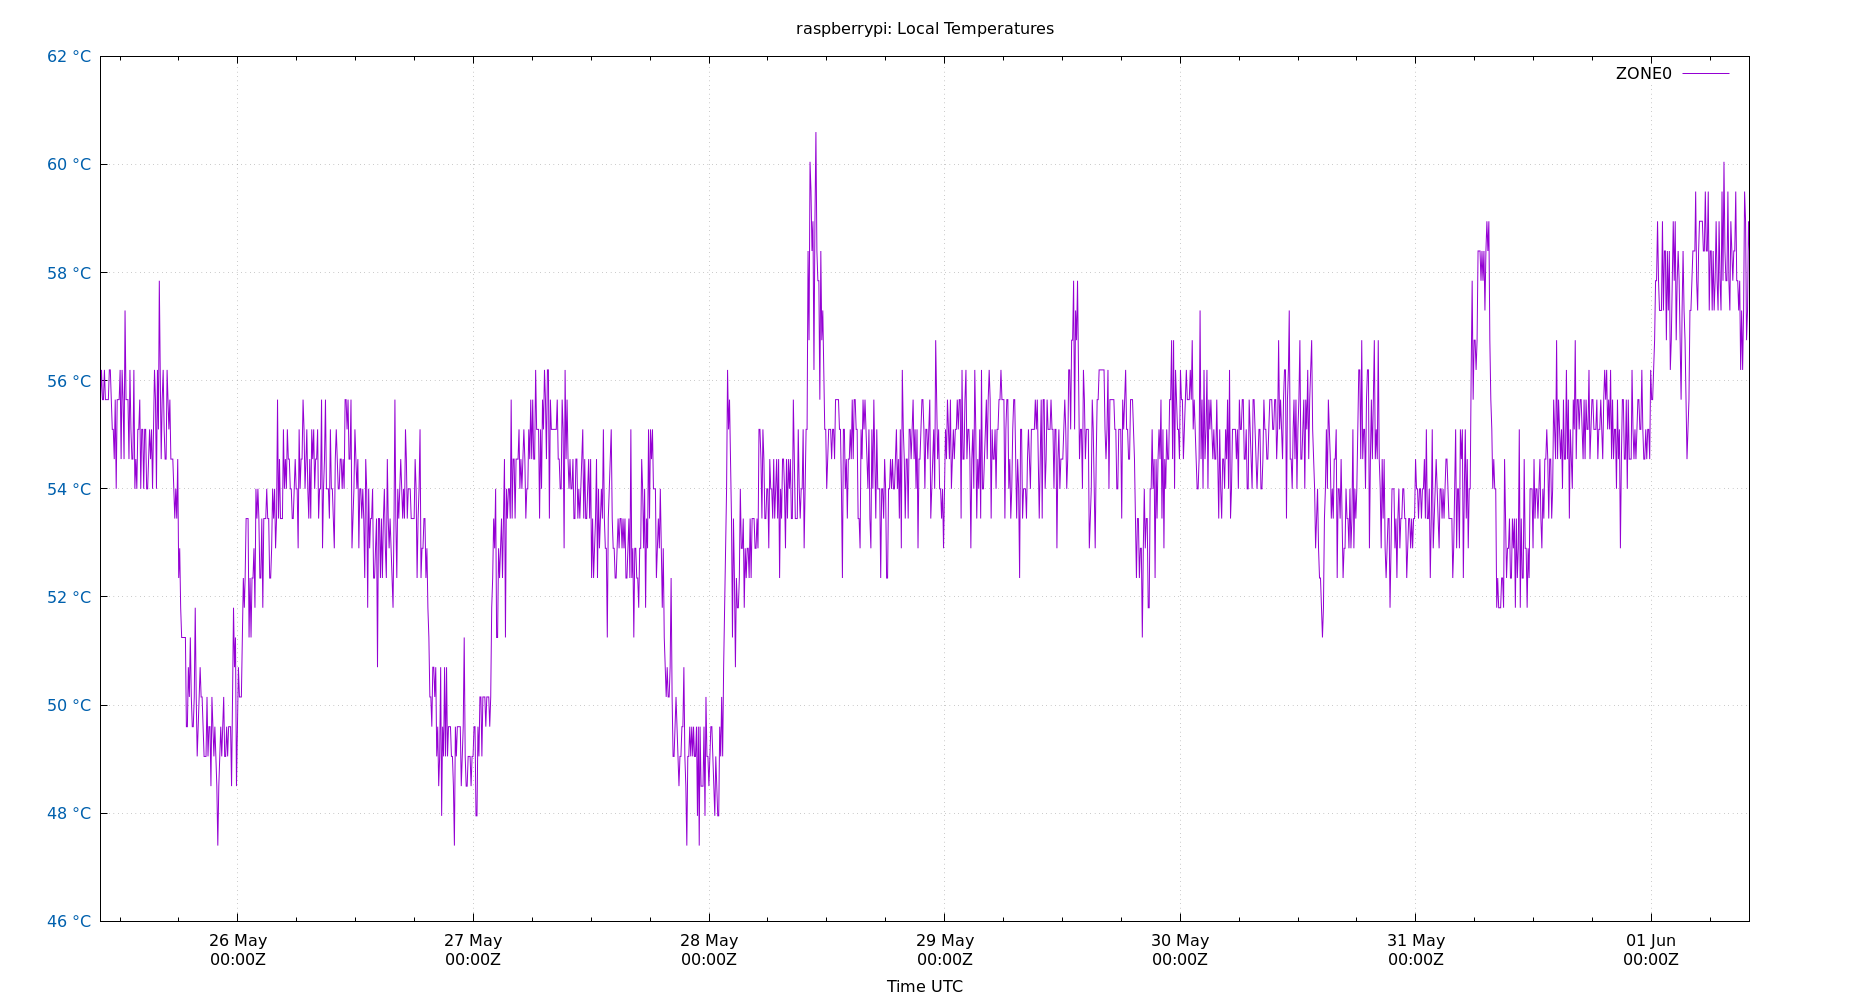 raspberrypi: Local Temperatures
62 °C
ZONE0
60 °C
58 °C
56 °C
54 °C
52 °C
50 °C
48 °C
46 °C
26 May 27 May 28 May 29 May 30 May 31 May 01 Jun
00:00Z 00:00Z 00:00Z 00:00Z 00:00Z 00:00Z 00:00Z
Time UTC